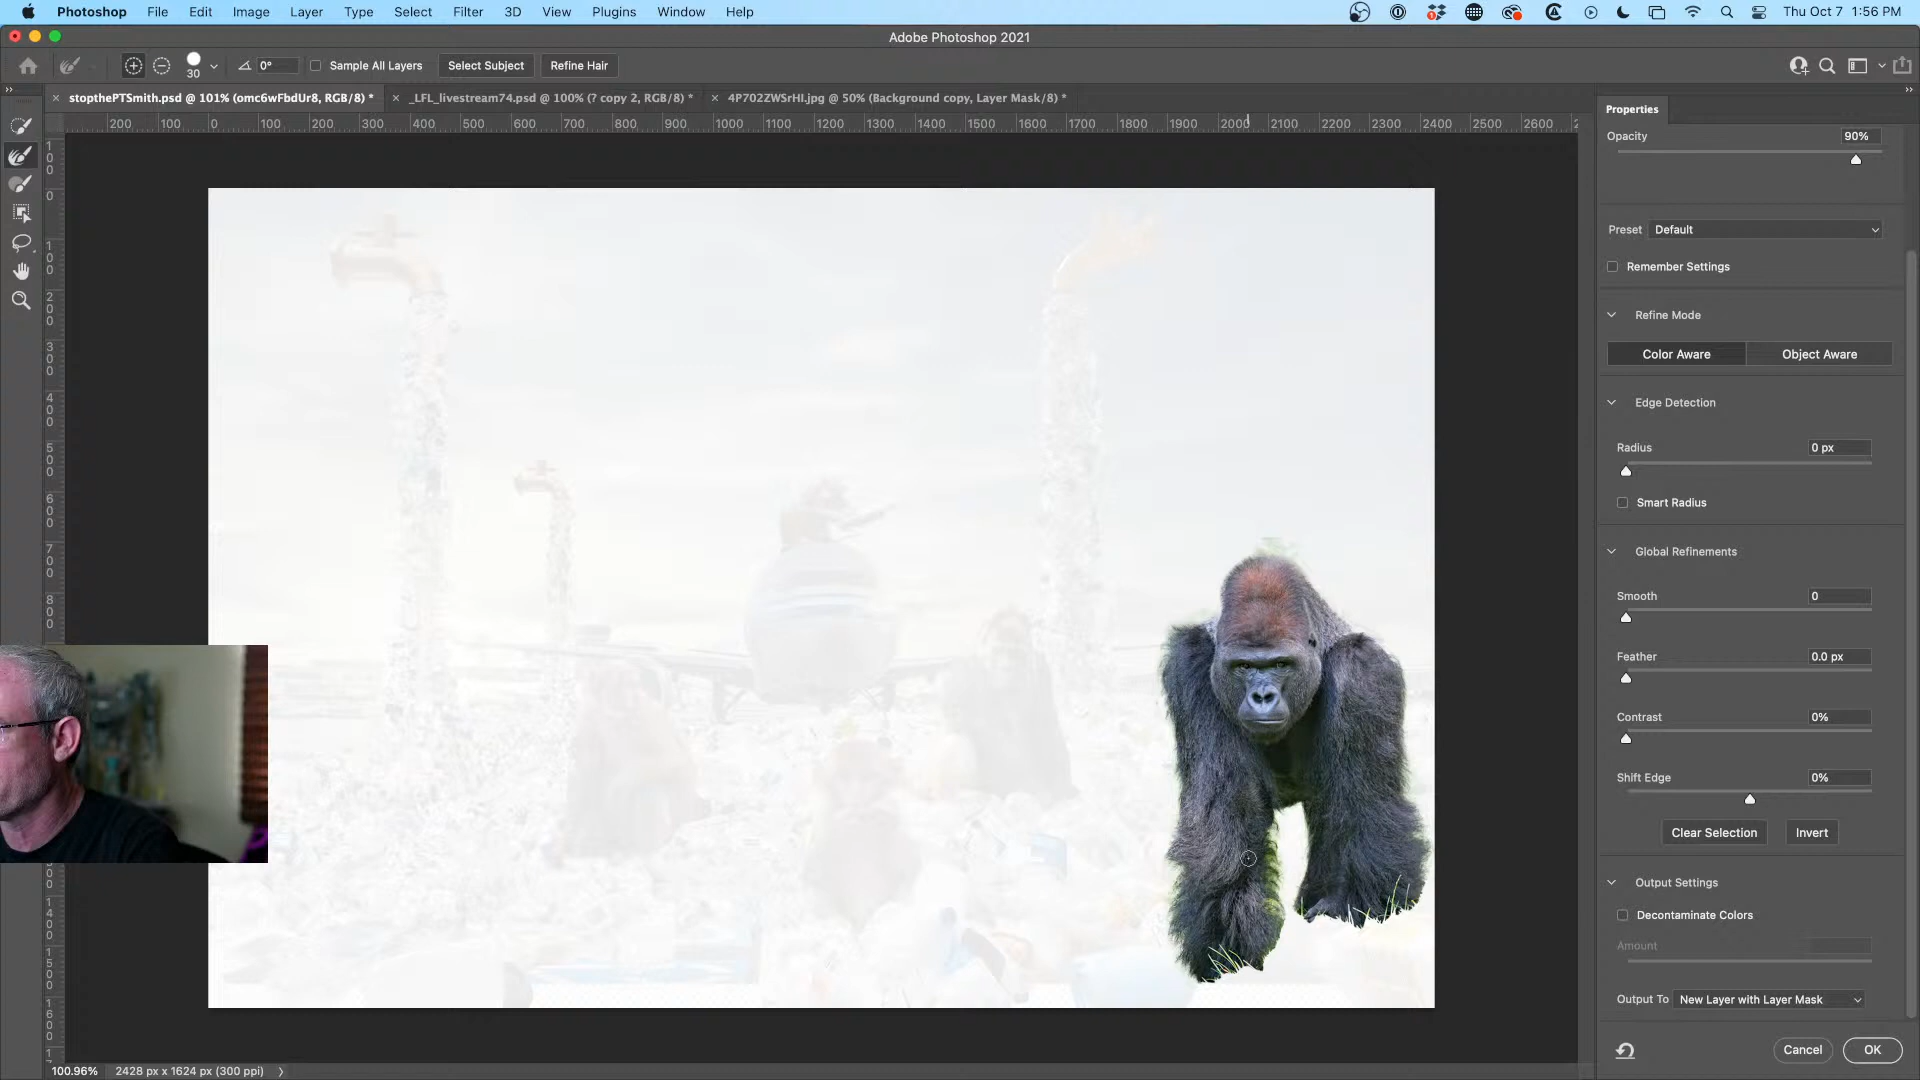 Photoshop File Edit Image Layer Type Select Filter 3D View Plugins Window Help Thu Oct 7 1:56 PM
Adobe Photoshop 2021
30 0° Sample All Layers Select Subject Refine Hair
stopthePTSmith.psd @ 101% (omc6wFbdUr8, RGB/8) * _LFL_livestream74.psd @ 100% (? copy 2, RGB/8) * 4P702ZWSrHI.jpg @ 50% (Background copy, Layer Mask/8) *
200 100 0 100 200 300 400 500 600 700 800 900 1000 1100 1200 1300 1400 1500 1600 1700 1800 1900 2000 2100 2200 2300 2400 2500 2600
Properties
Opacity 90%
Preset Default
Remember Settings
Refine Mode
Color Aware Object Aware
Edge Detection
Radius 0 px
Smart Radius
Global Refinements
Smooth 0
Feather 0.0 px
Contrast 0%
Shift Edge 0%
Clear Selection Invert
Output Settings
Decontaminate Colors
Amount
Output To New Layer with Layer Mask
Cancel OK
100.96% 2428 px x 1624 px (300 ppi)